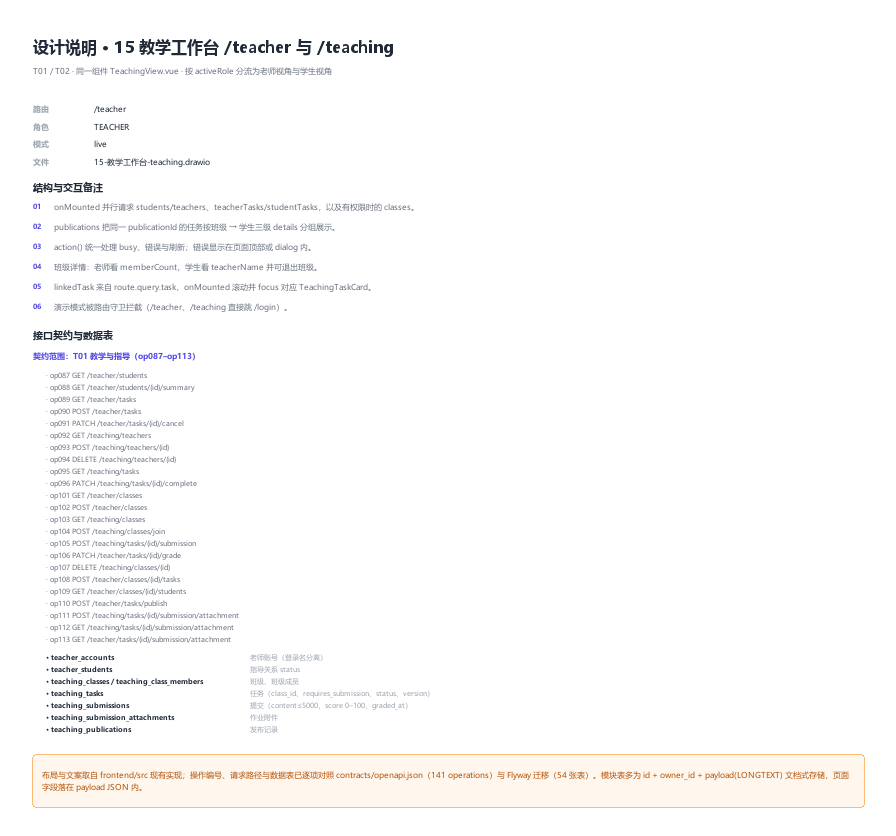 设计说明 • 15 教学工作台 /teacher 与 /teaching
T01 / T02 · 同一组件 TeachingView.vue · 按 activeRole 分流为老师视角与学生视角
路由 /teacher
角色 TEACHER
模式 live
文件 15-教学工作台-teaching.drawio
结构与交互备注
01 onMounted 并行请求 students/teachers、teacherTasks/studentTasks，以及有权限时的 classes。
02 publications 把同一 publicationId 的任务按班级 → 学生三级 details 分组展示。
03 action() 统一处理 busy、错误与刷新；错误显示在页面顶部或 dialog 内。
04 班级详情：老师看 memberCount，学生看 teacherName 并可退出班级。
05 linkedTask 来自 route.query.task，onMounted 滚动并 focus 对应 TeachingTaskCard。
06 演示模式被路由守卫拦截（/teacher、/teaching 直接跳 /login）。
接口契约与数据表
契约范围：T01 教学与指导（op087–op113）
· op087 GET /teacher/students
· op088 GET /teacher/students/{id}/summary
· op089 GET /teacher/tasks
· op090 POST /teacher/tasks
· op091 PATCH /teacher/tasks/{id}/cancel
· op092 GET /teaching/teachers
· op093 POST /teaching/teachers/{id}
· op094 DELETE /teaching/teachers/{id}
· op095 GET /teaching/tasks
· op096 PATCH /teaching/tasks/{id}/complete
· op101 GET /teacher/classes
· op102 POST /teacher/classes
· op103 GET /teaching/classes
· op104 POST /teaching/classes/join
· op105 POST /teaching/tasks/{id}/submission
· op106 PATCH /teacher/tasks/{id}/grade
· op107 DELETE /teaching/classes/{id}
· op108 POST /teacher/classes/{id}/tasks
· op109 GET /teacher/classes/{id}/students
· op110 POST /teacher/tasks/publish
· op111 POST /teaching/tasks/{id}/submission/attachment
· op112 GET /teaching/tasks/{id}/submission/attachment
· op113 GET /teacher/tasks/{id}/submission/attachment
• teacher_accounts 老师账号（登录名分离）
• teacher_students 指导关系 status
• teaching_classes / teaching_class_members 班级、班级成员
• teaching_tasks 任务（class_id、requires_submission、status、version）
• teaching_submissions 提交（content≤5000、score 0–100、graded_at）
• teaching_submission_attachments 作业附件
• teaching_publications 发布记录
布局与文案取自 frontend/src 现有实现；操作编号、请求路径与数据表已逐项对照 contracts/openapi.json（141 operations）与 Flyway 迁移（54 张表）。模块表多为 id + owner_id + payload(LONGTEXT) 文档式存储，页面
字段落在 payload JSON 内。